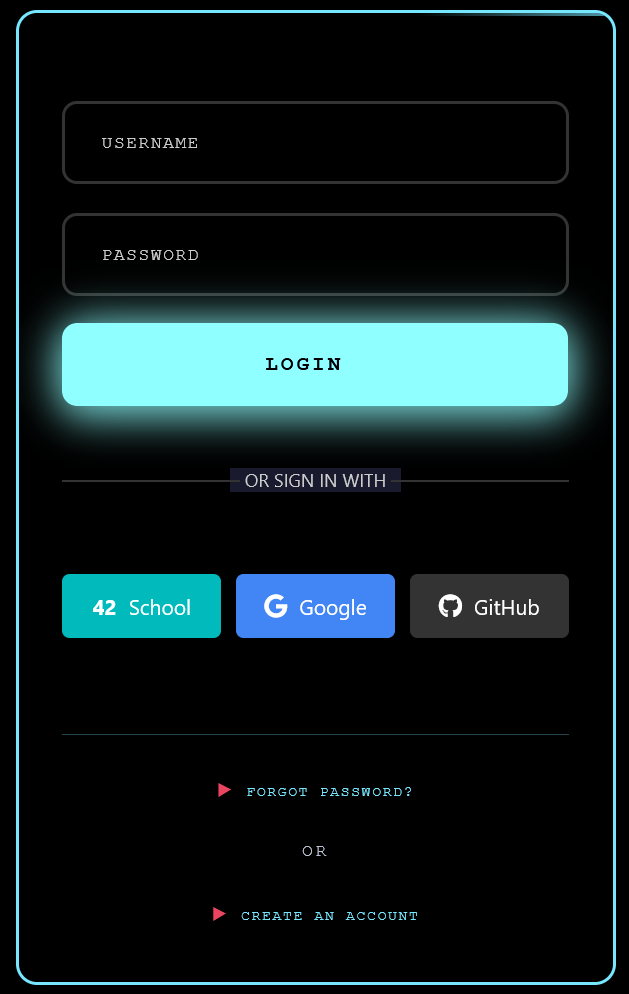 USERNAME
PASSWORD
LOGIN
OR SIGN IN WITH
42 School
Google
GitHub
FORGOT PASSWORD?
OR
CREATE AN ACCOUNT